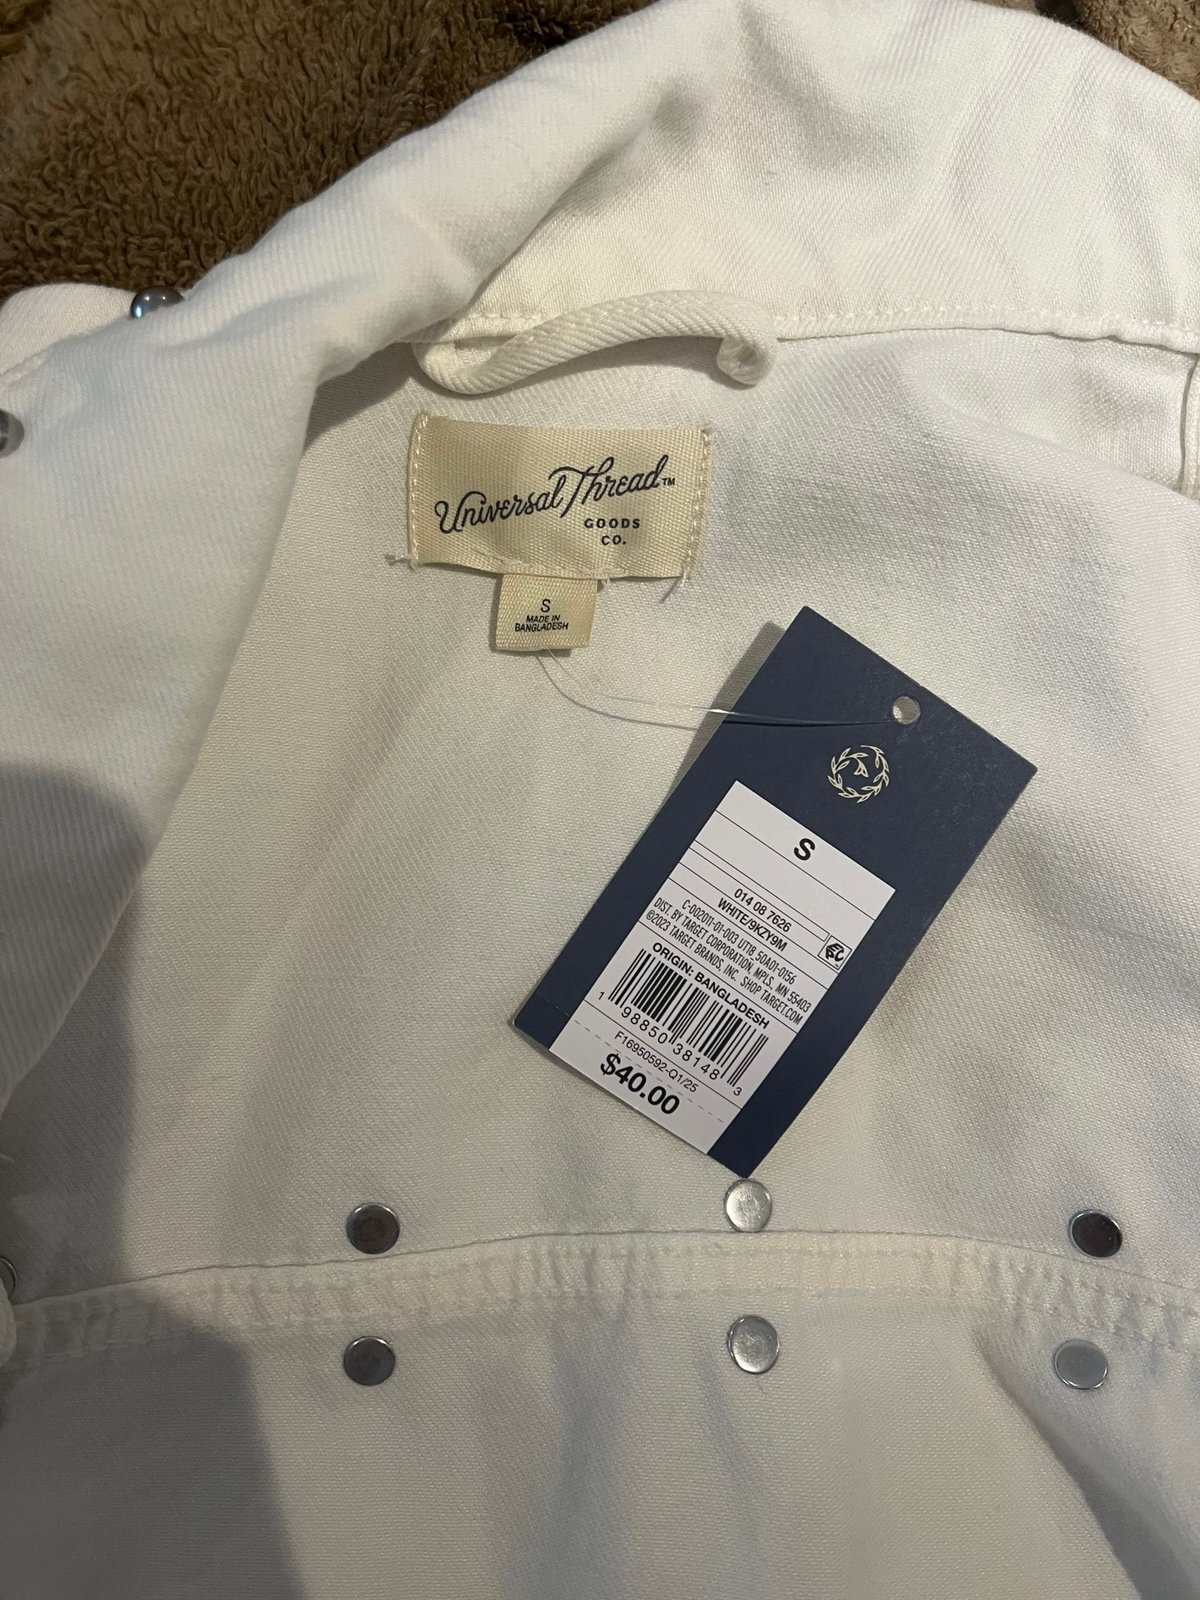 Universal Thread™
GOODS
CO.
S
MADE IN
BANGLADESH
S
014 08 7626
WHITE/9KZY9M
C-002011-01-003 UT18 50A01-0156
DIST. BY TARGET CORPORATION, MPLS, MN 55403
©2023 TARGET BRANDS, INC. SHOP TARGET.COM
ORIGIN: BANGLADESH
1 98850 38148 3
F16950592-Q1/25
$40.00